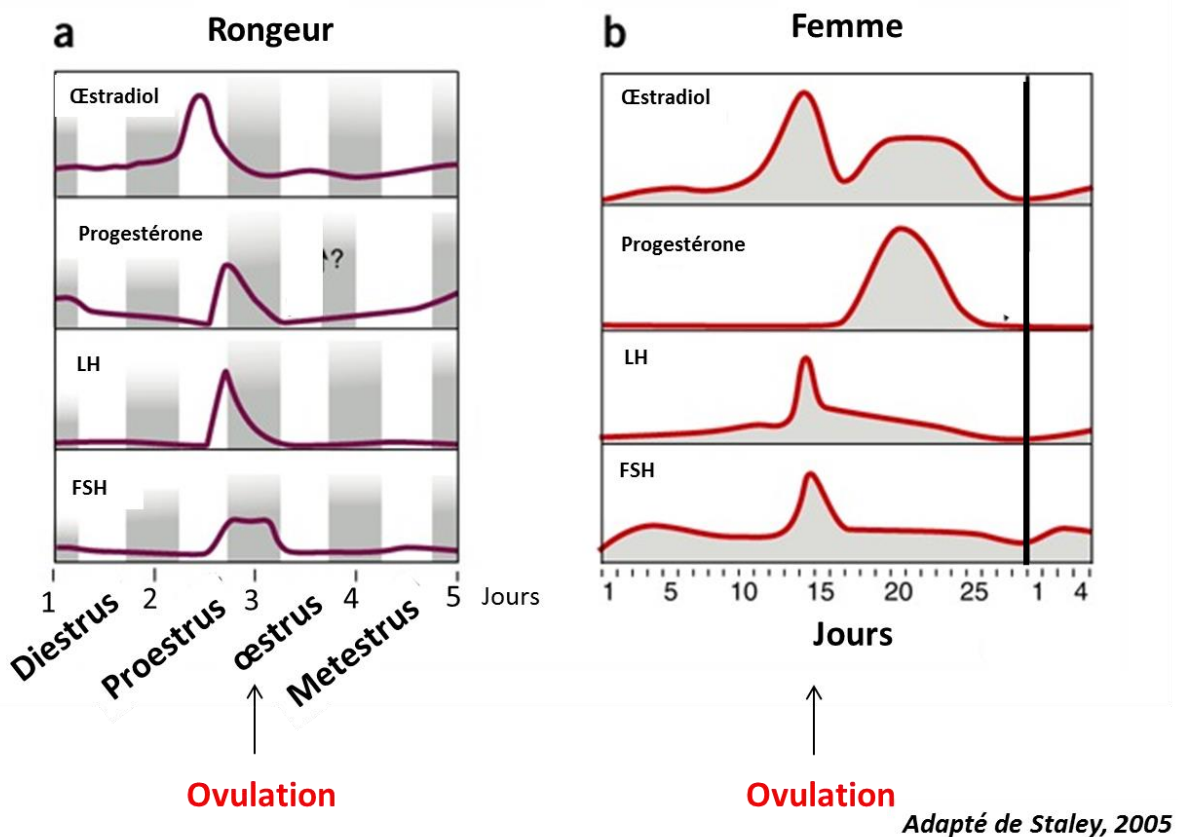 a
Rongeur
Œstradiol
Progestérone
?
LH
FSH
1 2 3 4 5 Jours
Diestrus
Proestrus
œstrus
Metestrus
Ovulation
b
Femme
Œstradiol
Progestérone
LH
FSH
1 5 10 15 20 25 1 4
Jours
Ovulation
Adapté de Staley, 2005